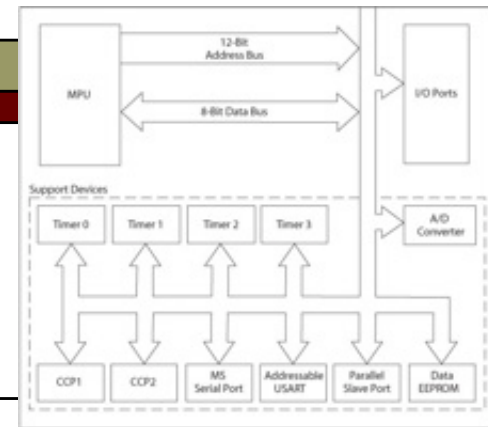 12-Bit
Address Bus
MPU
I/O Ports
8-Bit Data Bus
Support Devices
Timer 0
Timer 1
Timer 2
Timer 3
A/D
Converter
CCP1
CCP2
MS
Serial Port
Addressable
USART
Parallel
Slave Port
Data
EEPROM